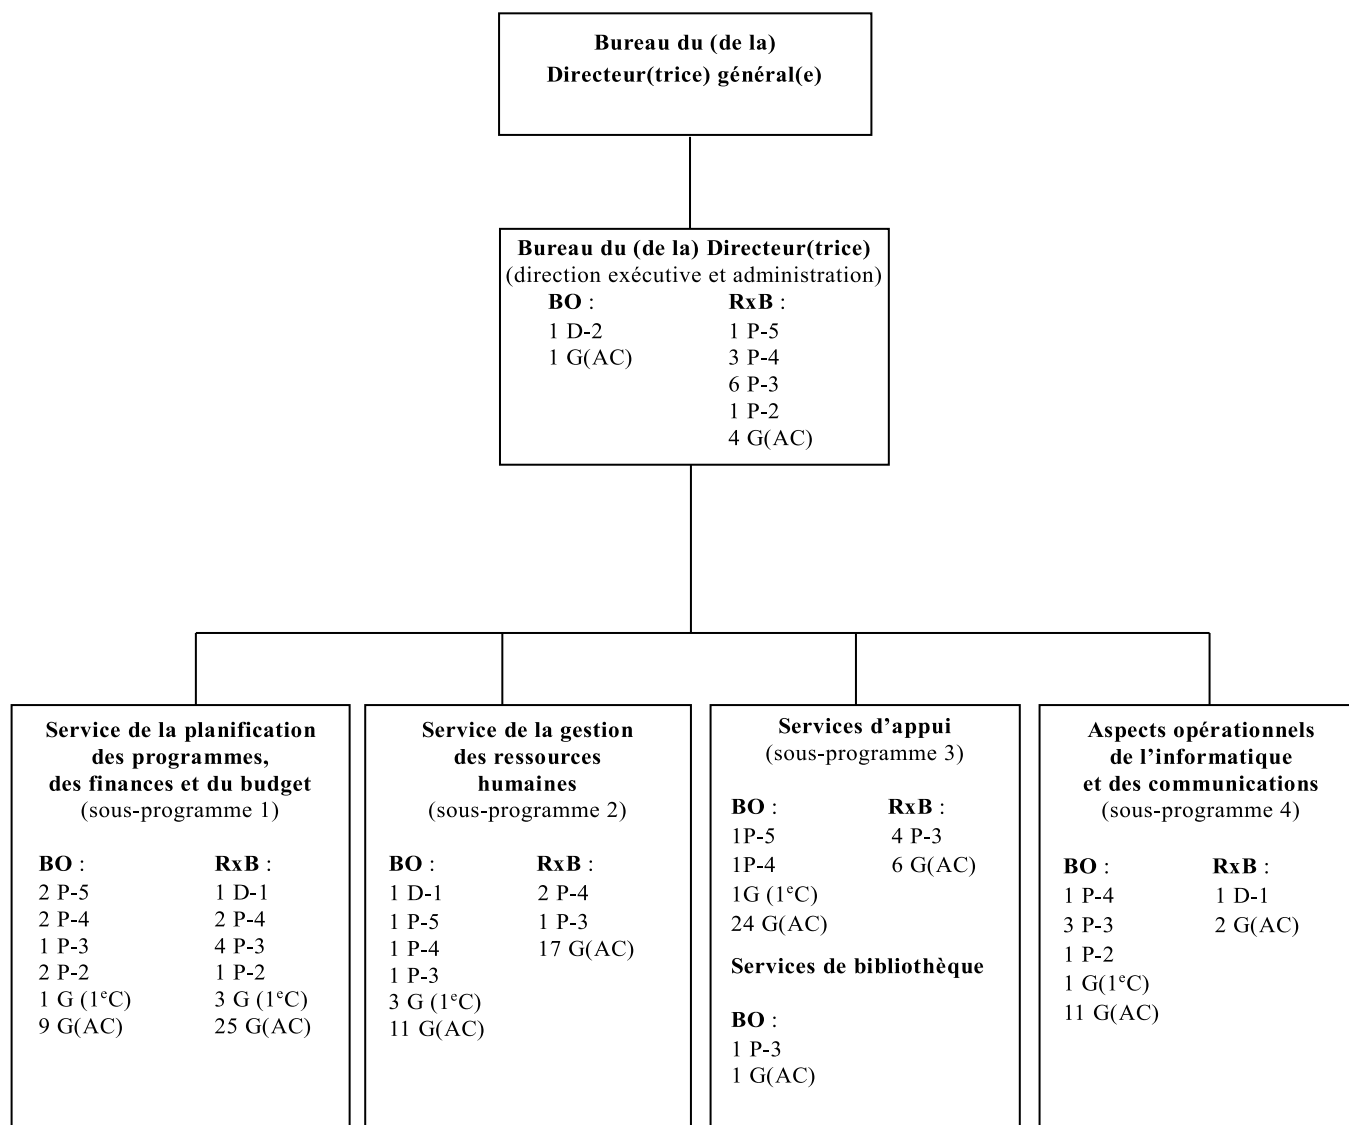 Bureau du (de la)
Directeur(trice) général(e)
Bureau du (de la) Directeur(trice)
(direction exécutive et administration)
BO :
1 D-2
1 G(AC)
RxB :
1 P-5
3 P-4
6 P-3
1 P-2
4 G(AC)
Service de la planification
des programmes,
des finances et du budget
(sous-programme 1)
BO :
2 P-5
2 P-4
1 P-3
2 P-2
1 G (1ᵉC)
9 G(AC)
RxB :
1 D-1
2 P-4
4 P-3
1 P-2
3 G (1ᵉC)
25 G(AC)
Service de la gestion
des ressources
humaines
(sous-programme 2)
BO :
1 D-1
1 P-5
1 P-4
1 P-3
3 G (1ᵉC)
11 G(AC)
RxB :
2 P-4
1 P-3
17 G(AC)
Services d’appui
(sous-programme 3)
BO :
1P-5
1P-4
1G (1ᵉC)
24 G(AC)
RxB :
4 P-3
6 G(AC)
Services de bibliothèque
BO :
1 P-3
1 G(AC)
Aspects opérationnels
de l’informatique
et des communications
(sous-programme 4)
BO :
1 P-4
3 P-3
1 P-2
1 G(1ᵉC)
11 G(AC)
RxB :
1 D-1
2 G(AC)